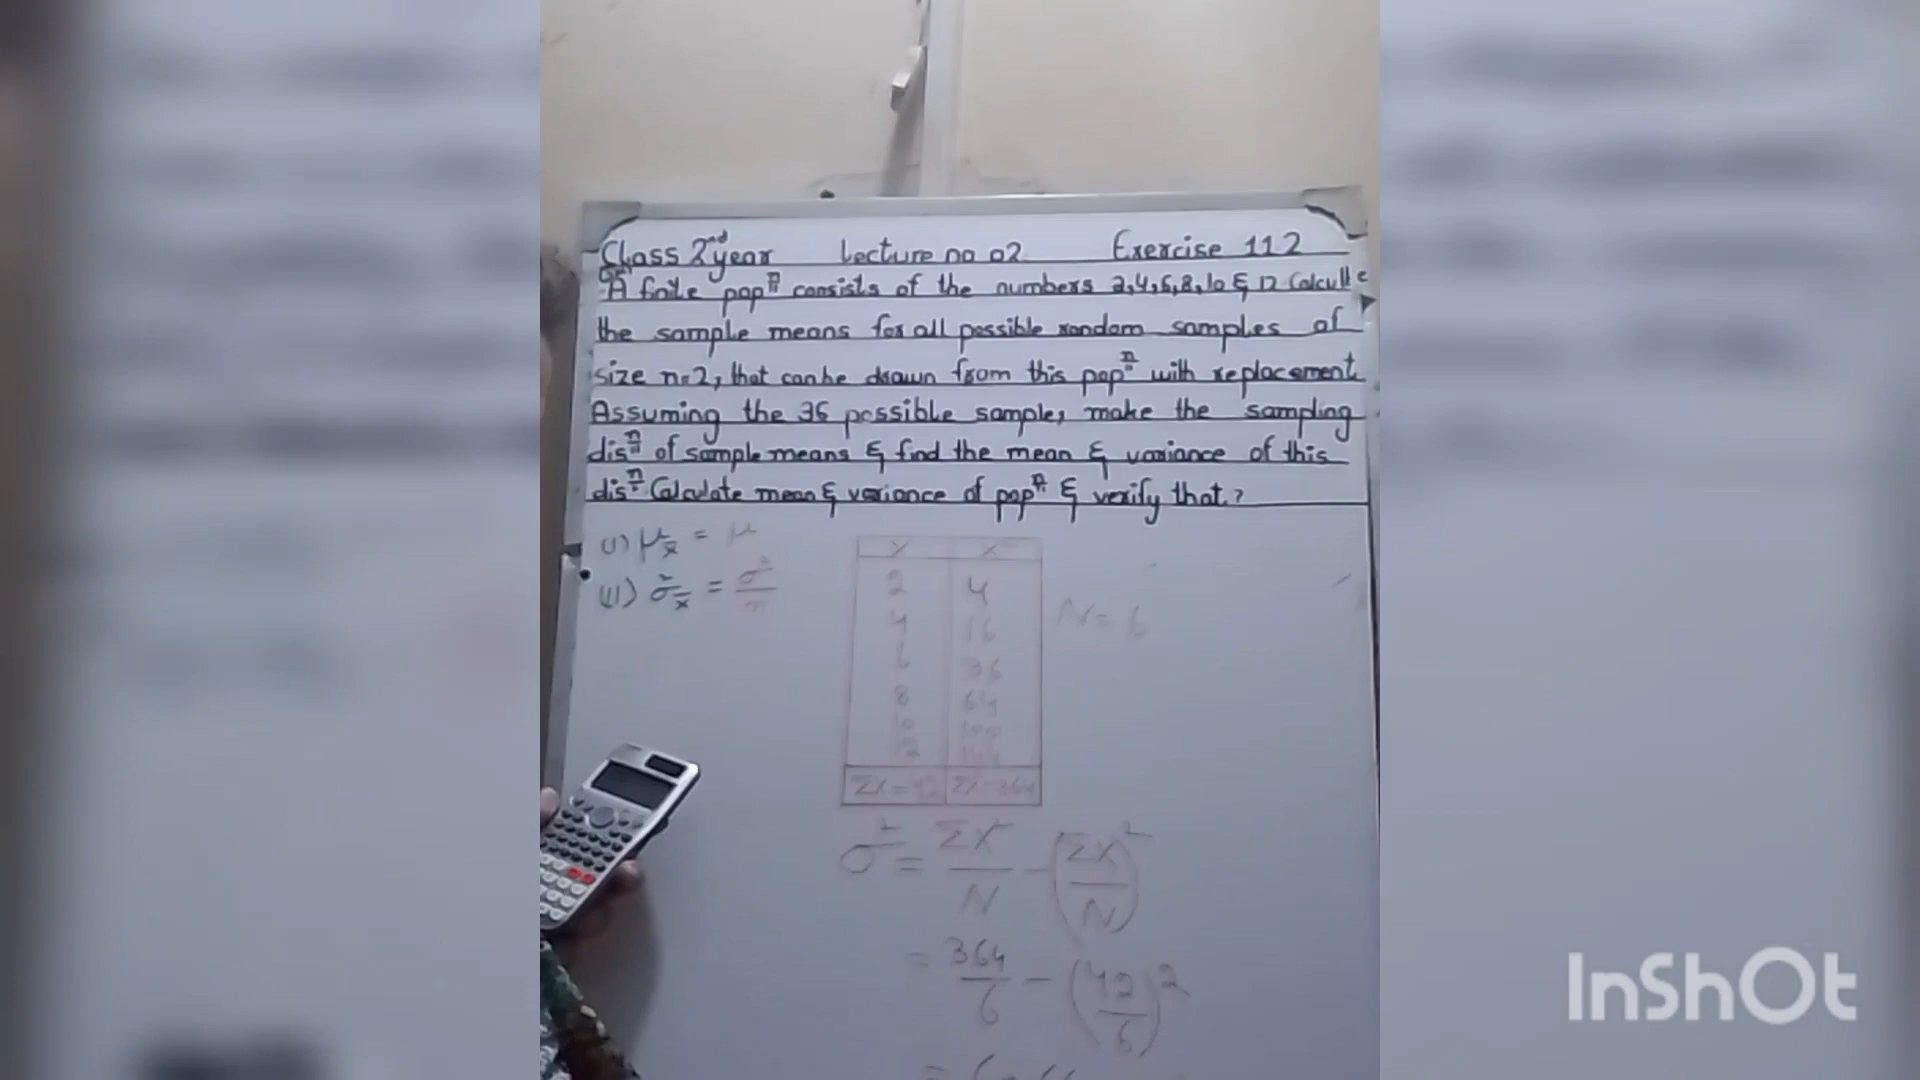 Class 2nd year Lecture no 02 Exercise 11.2
A finite popⁿ consists of the numbers 2,4,6,8,10 & 12 Calcult e
the sample means for all possible random samples of
size n=2, that can be drawn from this popⁿ with replacement
Assuming the 36 possible sample, make the sampling
disⁿ of sample means & find the mean & variance of this
disⁿ Calculate mean & variance of popⁿ & verify that?
(i) μx̄ = μ
(ii) σ²x̄ = σ²/n
X X²
2 4
4 16
6 36
8 64
10 100
12 144
ΣX = 42 ΣX² = 364
N = 6
σ² = ΣX²/N - (ΣX/N)²
= 364/6 - (42/6)²
InShOt